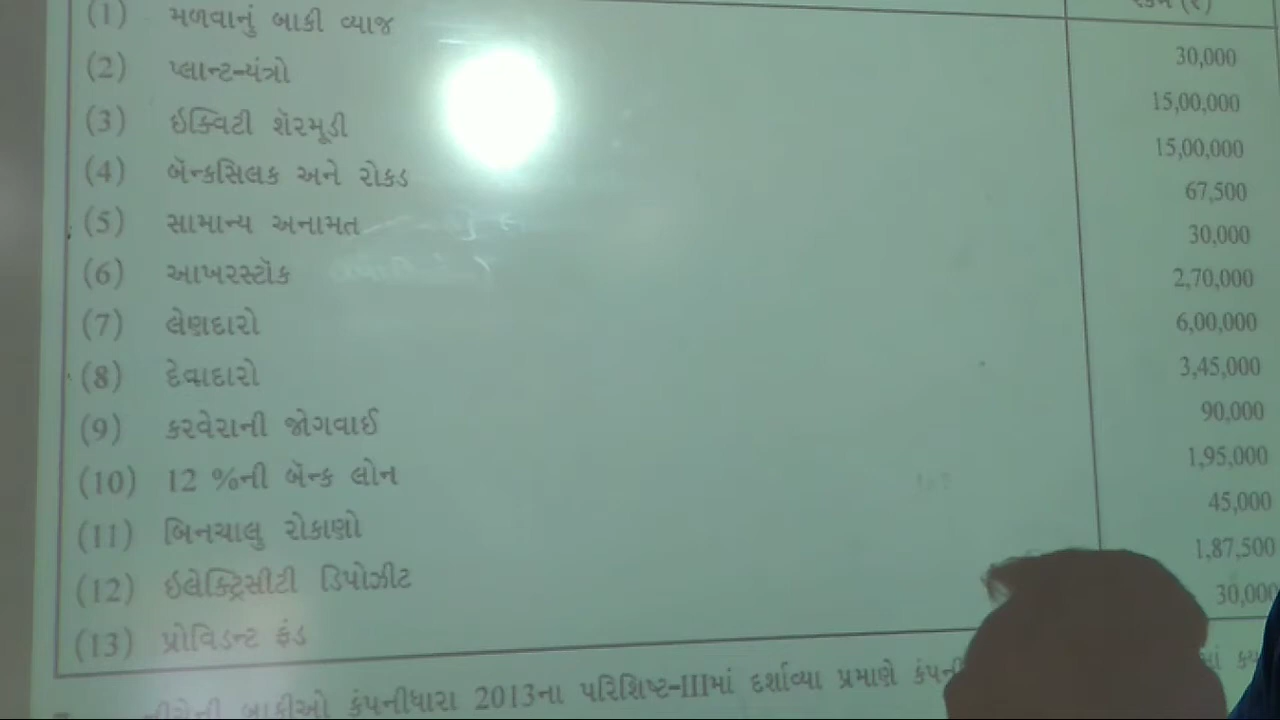 (1) મળવાનું બાકી વ્યાજ 30,000
(2) પ્લાન્ટ-યંત્રો 15,00,000
(3) ઇક્વિટી શૅરમૂડી 15,00,000
(4) બૅન્કસિલક અને રોકડ 67,500
(5) સામાન્ય અનામત 30,000
(6) આખરસ્ટૉક 2,70,000
(7) લેણદારો 6,00,000
(8) દેવાદારો 3,45,000
(9) કરવેરાની જોગવાઈ 90,000
(10) 12 %ની બૅન્ક લોન 1,95,000
(11) બિનચાલુ રોકાણો 45,000
(12) ઇલેક્ટ્રિસીટી ડિપોઝીટ 1,87,500
(13) પ્રોવિડન્ટ ફંડ 30,000
બાકીઓ કંપનીધારા 2013ના પરિશિષ્ટ-IIIમાં દર્શાવ્યા પ્રમાણે